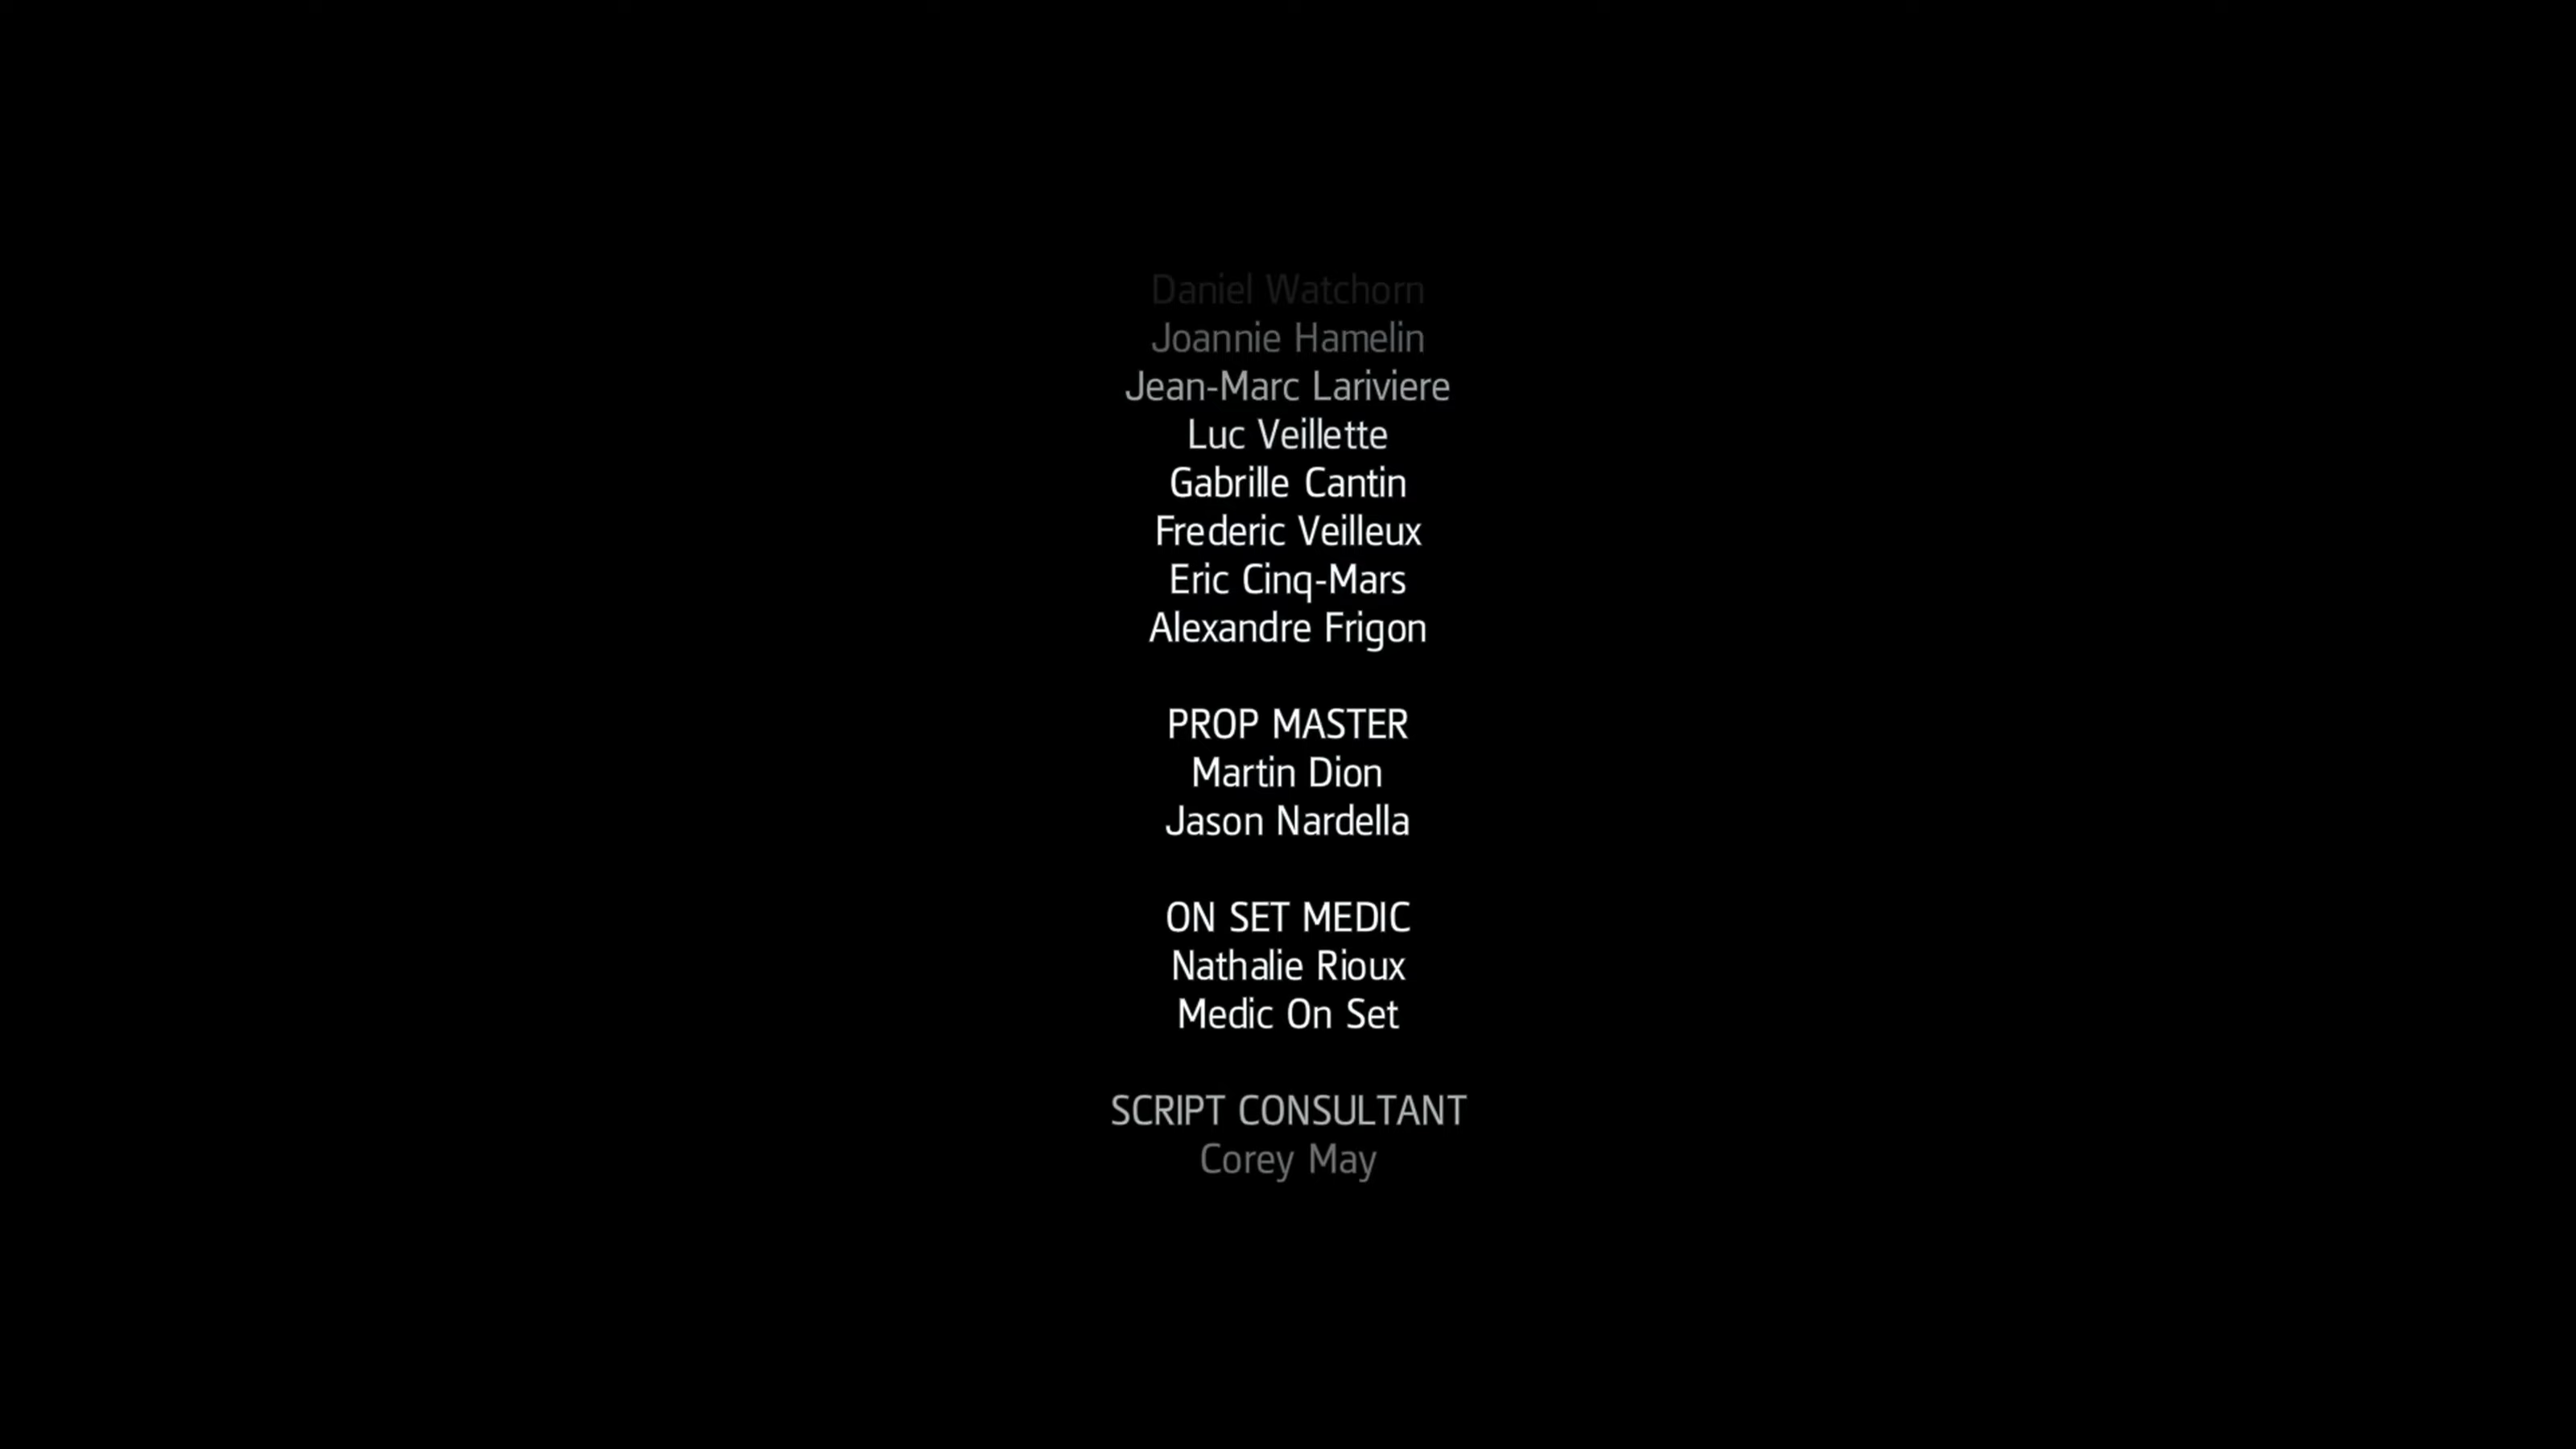 Daniel Watchorn
Joannie Hamelin
Jean-Marc Lariviere
Luc Veillette
Gabrille Cantin
Frederic Veilleux
Eric Cinq-Mars
Alexandre Frigon
PROP MASTER
Martin Dion
Jason Nardella
ON SET MEDIC
Nathalie Rioux
Medic On Set
SCRIPT CONSULTANT
Corey May